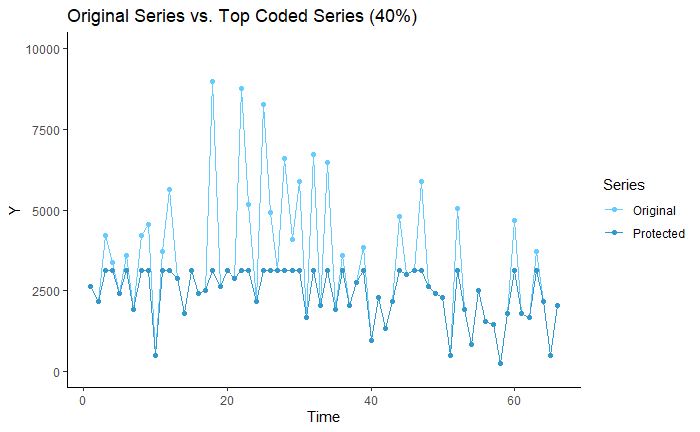 Original Series vs. Top Coded Series (40%)
10000
7500
5000
2500
0
Y
0 20 40 60
Time
Series
Original
Protected